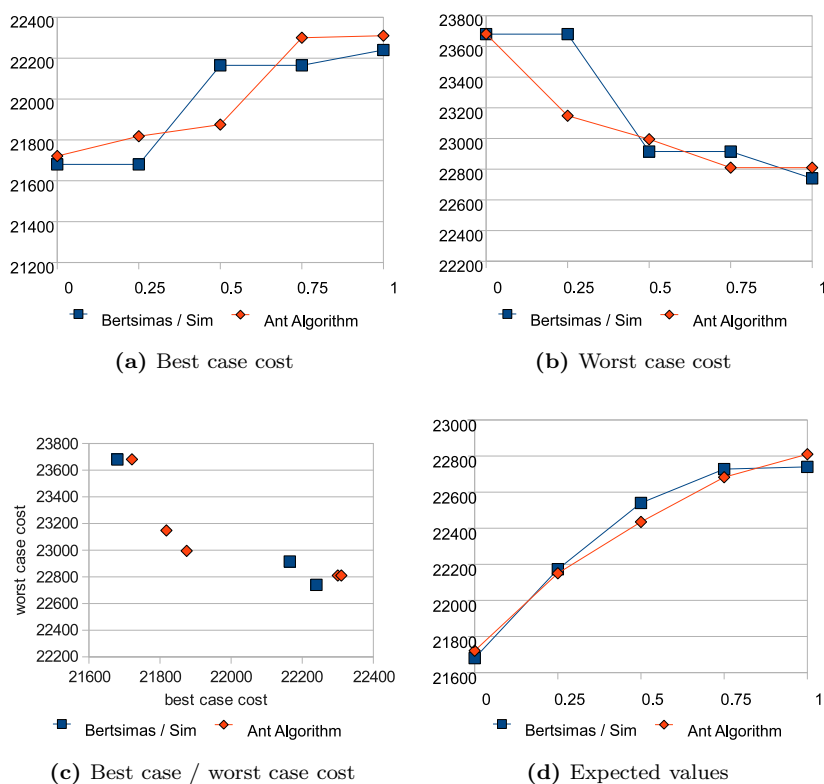 22400
22200
22000
21800
21600
21400
21200
0 0.25 0.5 0.75 1
Bertsimas / Sim Ant Algorithm
(a) Best case cost
23800
23600
23400
23200
23000
22800
22600
22400
22200
0 0.25 0.5 0.75 1
Bertsimas / Sim Ant Algorithm
(b) Worst case cost
worst case cost
23800
23600
23400
23200
23000
22800
22600
22400
22200
21600 21800 22000 22200 22400
best case cost
Bertsimas / Sim Ant Algorithm
(c) Best case / worst case cost
23000
22800
22600
22400
22200
22000
21800
21600
0 0.25 0.5 0.75 1
Bertsimas / Sim Ant Algorithm
(d) Expected values